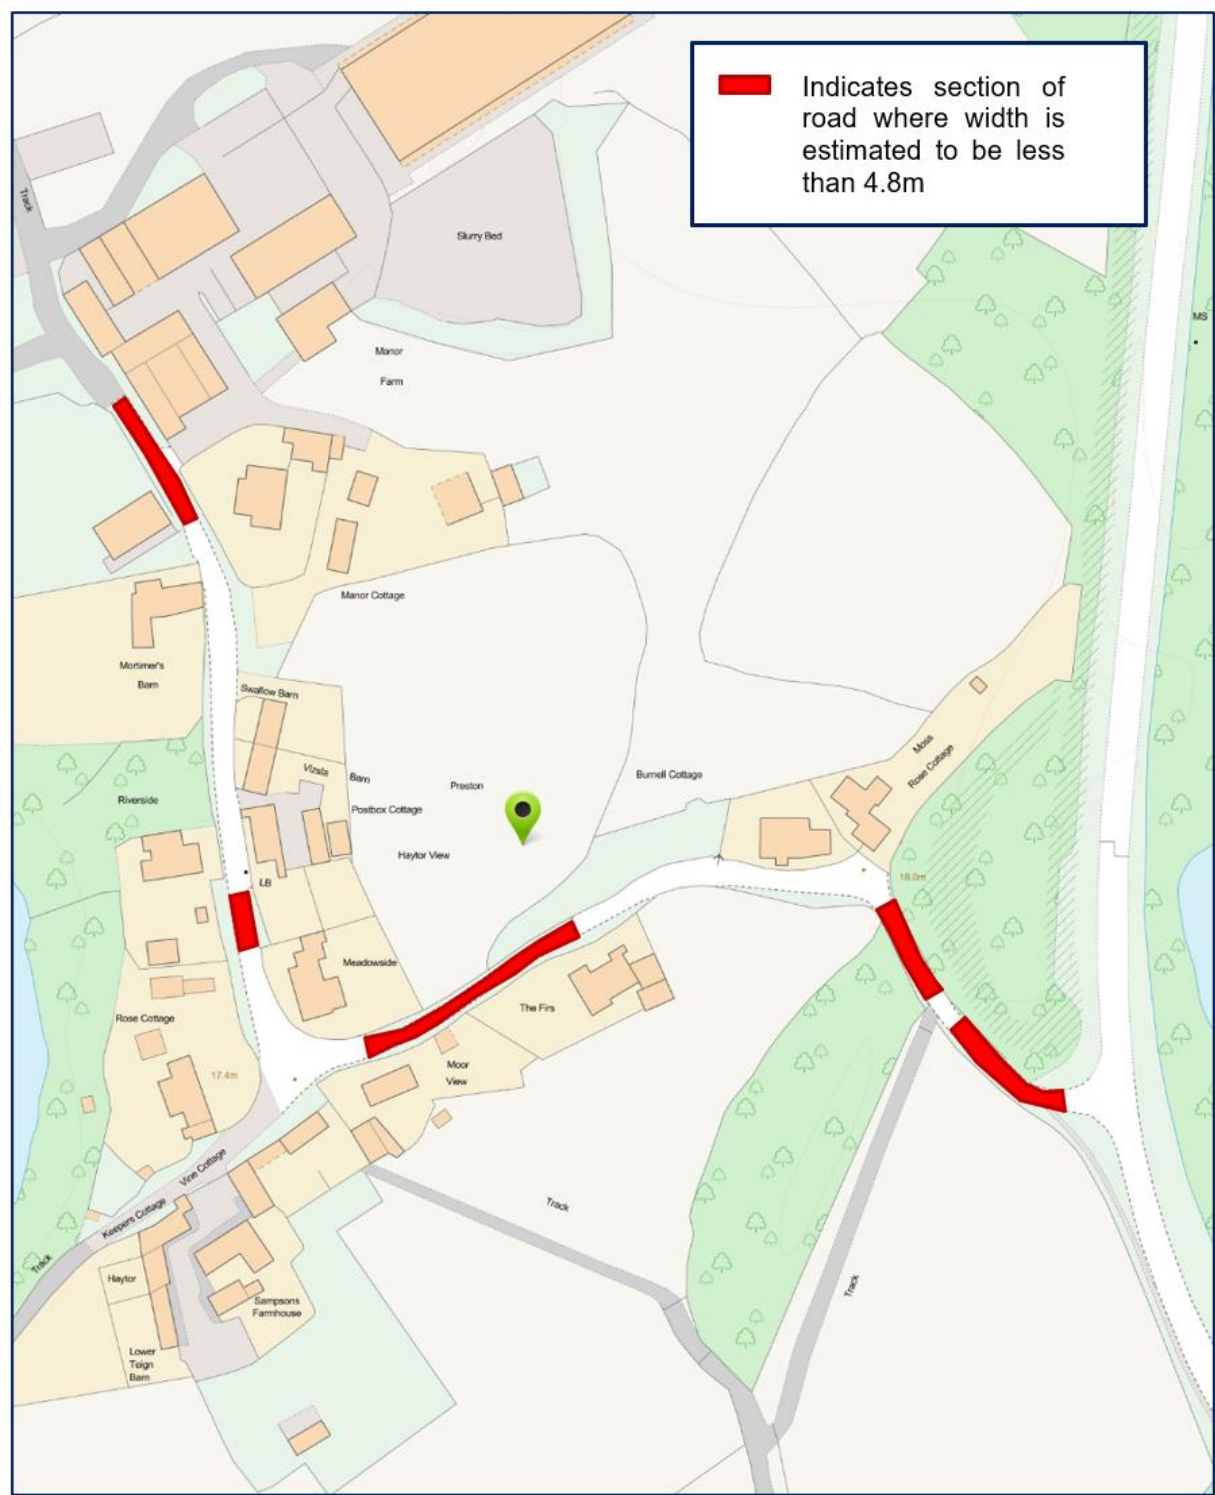 Indicates section of
road where width is
estimated to be less
than 4.8m
Track
Slurry Bed
MS
Manor
Farm
Manor Cottage
Mortimer's
Barn
Swallow Barn
Vizsla Barn
Moss
Rose Cottage
Burnell Cottage
Preston
Riverside
Postbox Cottage
Haytor View
LB
18.0m
Meadowside
The Firs
Rose Cottage
Moor
View
17.4m
Vine Cottage
Keepers Cottage
Track
Track
Track
Haytor
Sampsons
Farmhouse
Lower
Teign
Barn